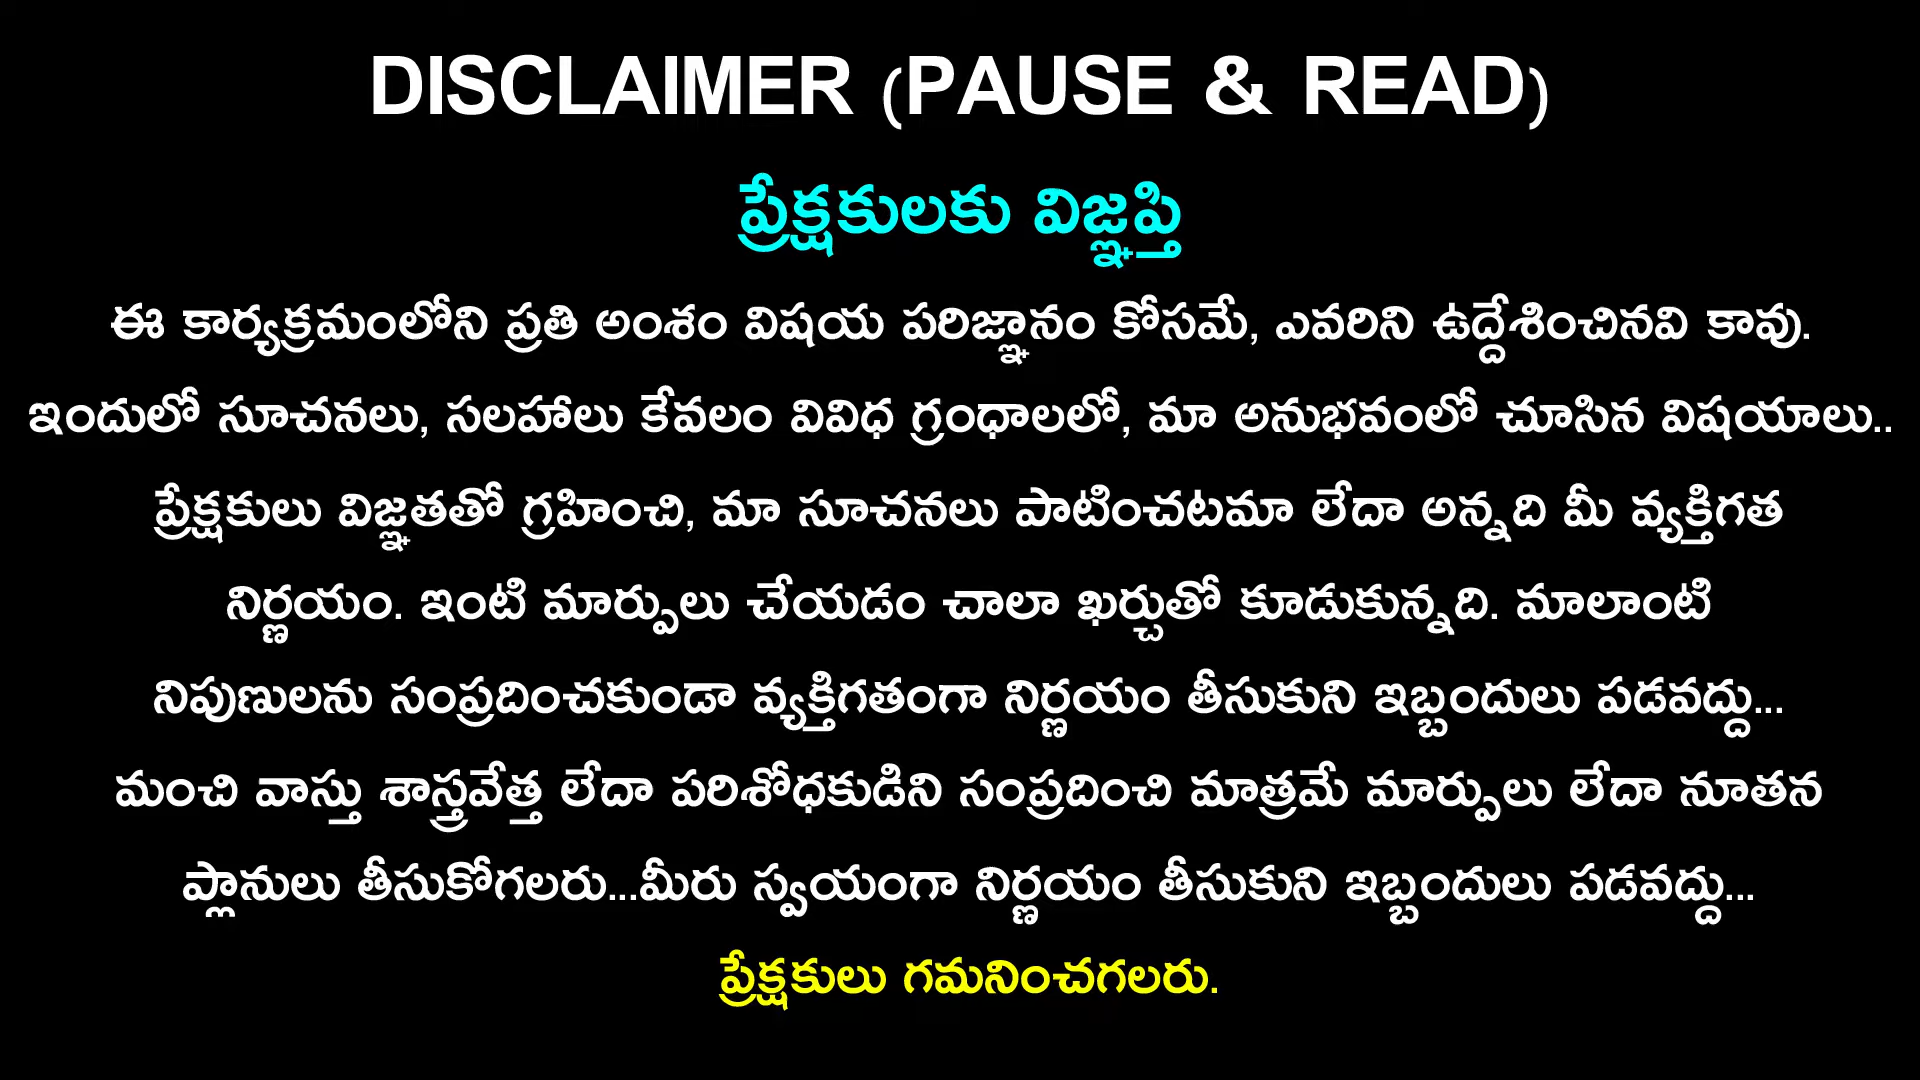 DISCLAIMER (PAUSE & READ)
ప్రేక్షకులకు విజ్ఞప్తి
ఈ కార్యక్రమంలోని ప్రతి అంశం విషయ పరిజ్ఞానం కోసమే, ఎవరిని ఉద్దేశించినవి కావు.
ఇందులో సూచనలు, సలహాలు కేవలం వివిధ గ్రంధాలలో, మా అనుభవంలో చూసిన విషయాలు..
ప్రేక్షకులు విజ్ఞతతో గ్రహించి, మా సూచనలు పాటించటమా లేదా అన్నది మీ వ్యక్తిగత
నిర్ణయం. ఇంటి మార్పులు చేయడం చాలా ఖర్చుతో కూడుకున్నది. మాలాంటి
నిపుణులను సంప్రదించకుండా వ్యక్తిగతంగా నిర్ణయం తీసుకుని ఇబ్బందులు పడవద్దు...
మంచి వాస్తు శాస్త్రవేత్త లేదా పరిశోధకుడిని సంప్రదించి మాత్రమే మార్పులు లేదా నూతన
ప్లానులు తీసుకోగలరు...మీరు స్వయంగా నిర్ణయం తీసుకుని ఇబ్బందులు పడవద్దు...
ప్రేక్షకులు గమనించగలరు.